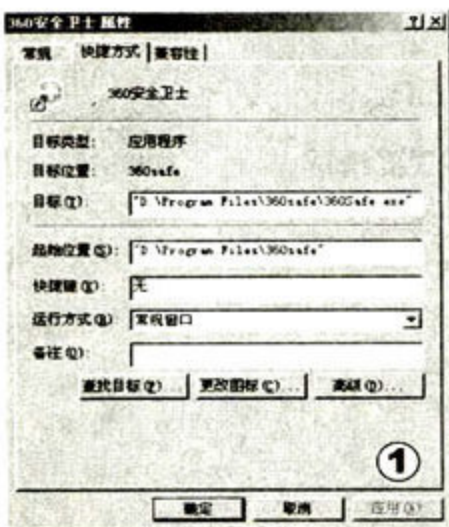 360安全卫士 属性
常规 快捷方式 兼容性
360安全卫士
目标类型: 应用程序
目标位置: 360safe
目标(T): "D:\Program Files\360safe\360Safe.exe"
起始位置(S): "D:\Program Files\360safe"
快捷键(K): 无
运行方式(R): 常规窗口
备注(O):
查找目标(F)... 更改图标(C)... 高级(D)...
①
确定 取消 应用(A)